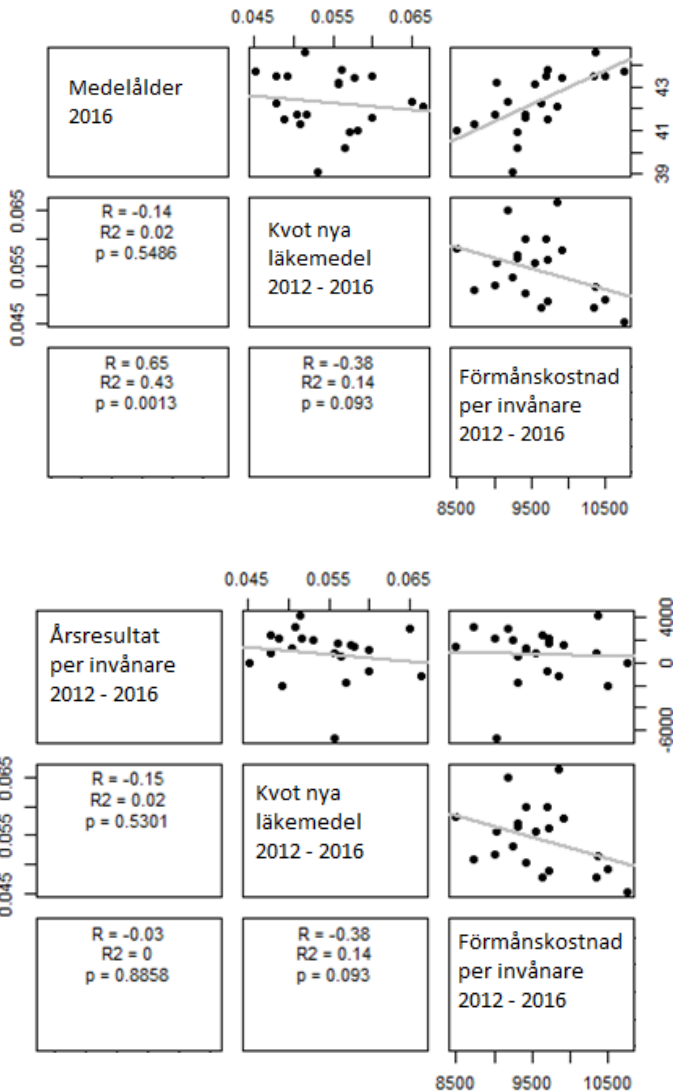 0.045 0.055 0.065
Medelålder
2016
43
41
39
0.065
0.055
0.045
R = -0.14
R2 = 0.02
p = 0.5486
Kvot nya
läkemedel
2012 - 2016
R = 0.65
R2 = 0.43
p = 0.0013
R = -0.38
R2 = 0.14
p = 0.093
Förmånskostnad
per invånare
2012 - 2016
8500 9500 10500
0.045 0.055 0.065
Årsresultat
per invånare
2012 - 2016
4000
0
-6000
0.065
0.055
0.045
R = -0.15
R2 = 0.02
p = 0.5301
Kvot nya
läkemedel
2012 - 2016
R = -0.03
R2 = 0
p = 0.8858
R = -0.38
R2 = 0.14
p = 0.093
Förmånskostnad
per invånare
2012 - 2016
8500 9500 10500